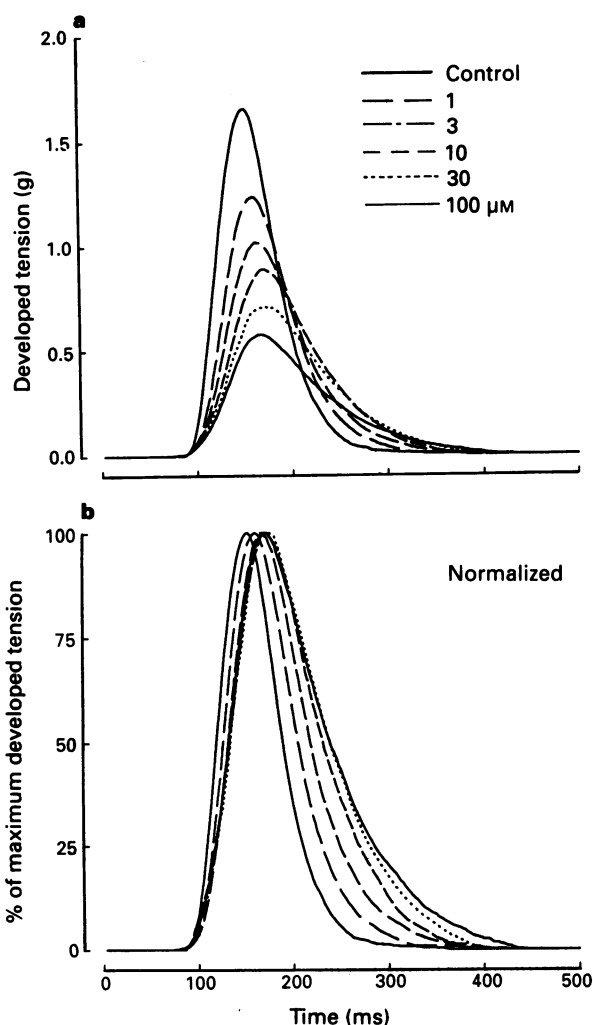 a
2.0
1.5
1.0
0.5
0.0
Developed tension (g)
Control
1
3
10
30
100 μM
b
100
75
50
25
0
% of maximum developed tension
Normalized
0 100 200 300 400 500
Time (ms)